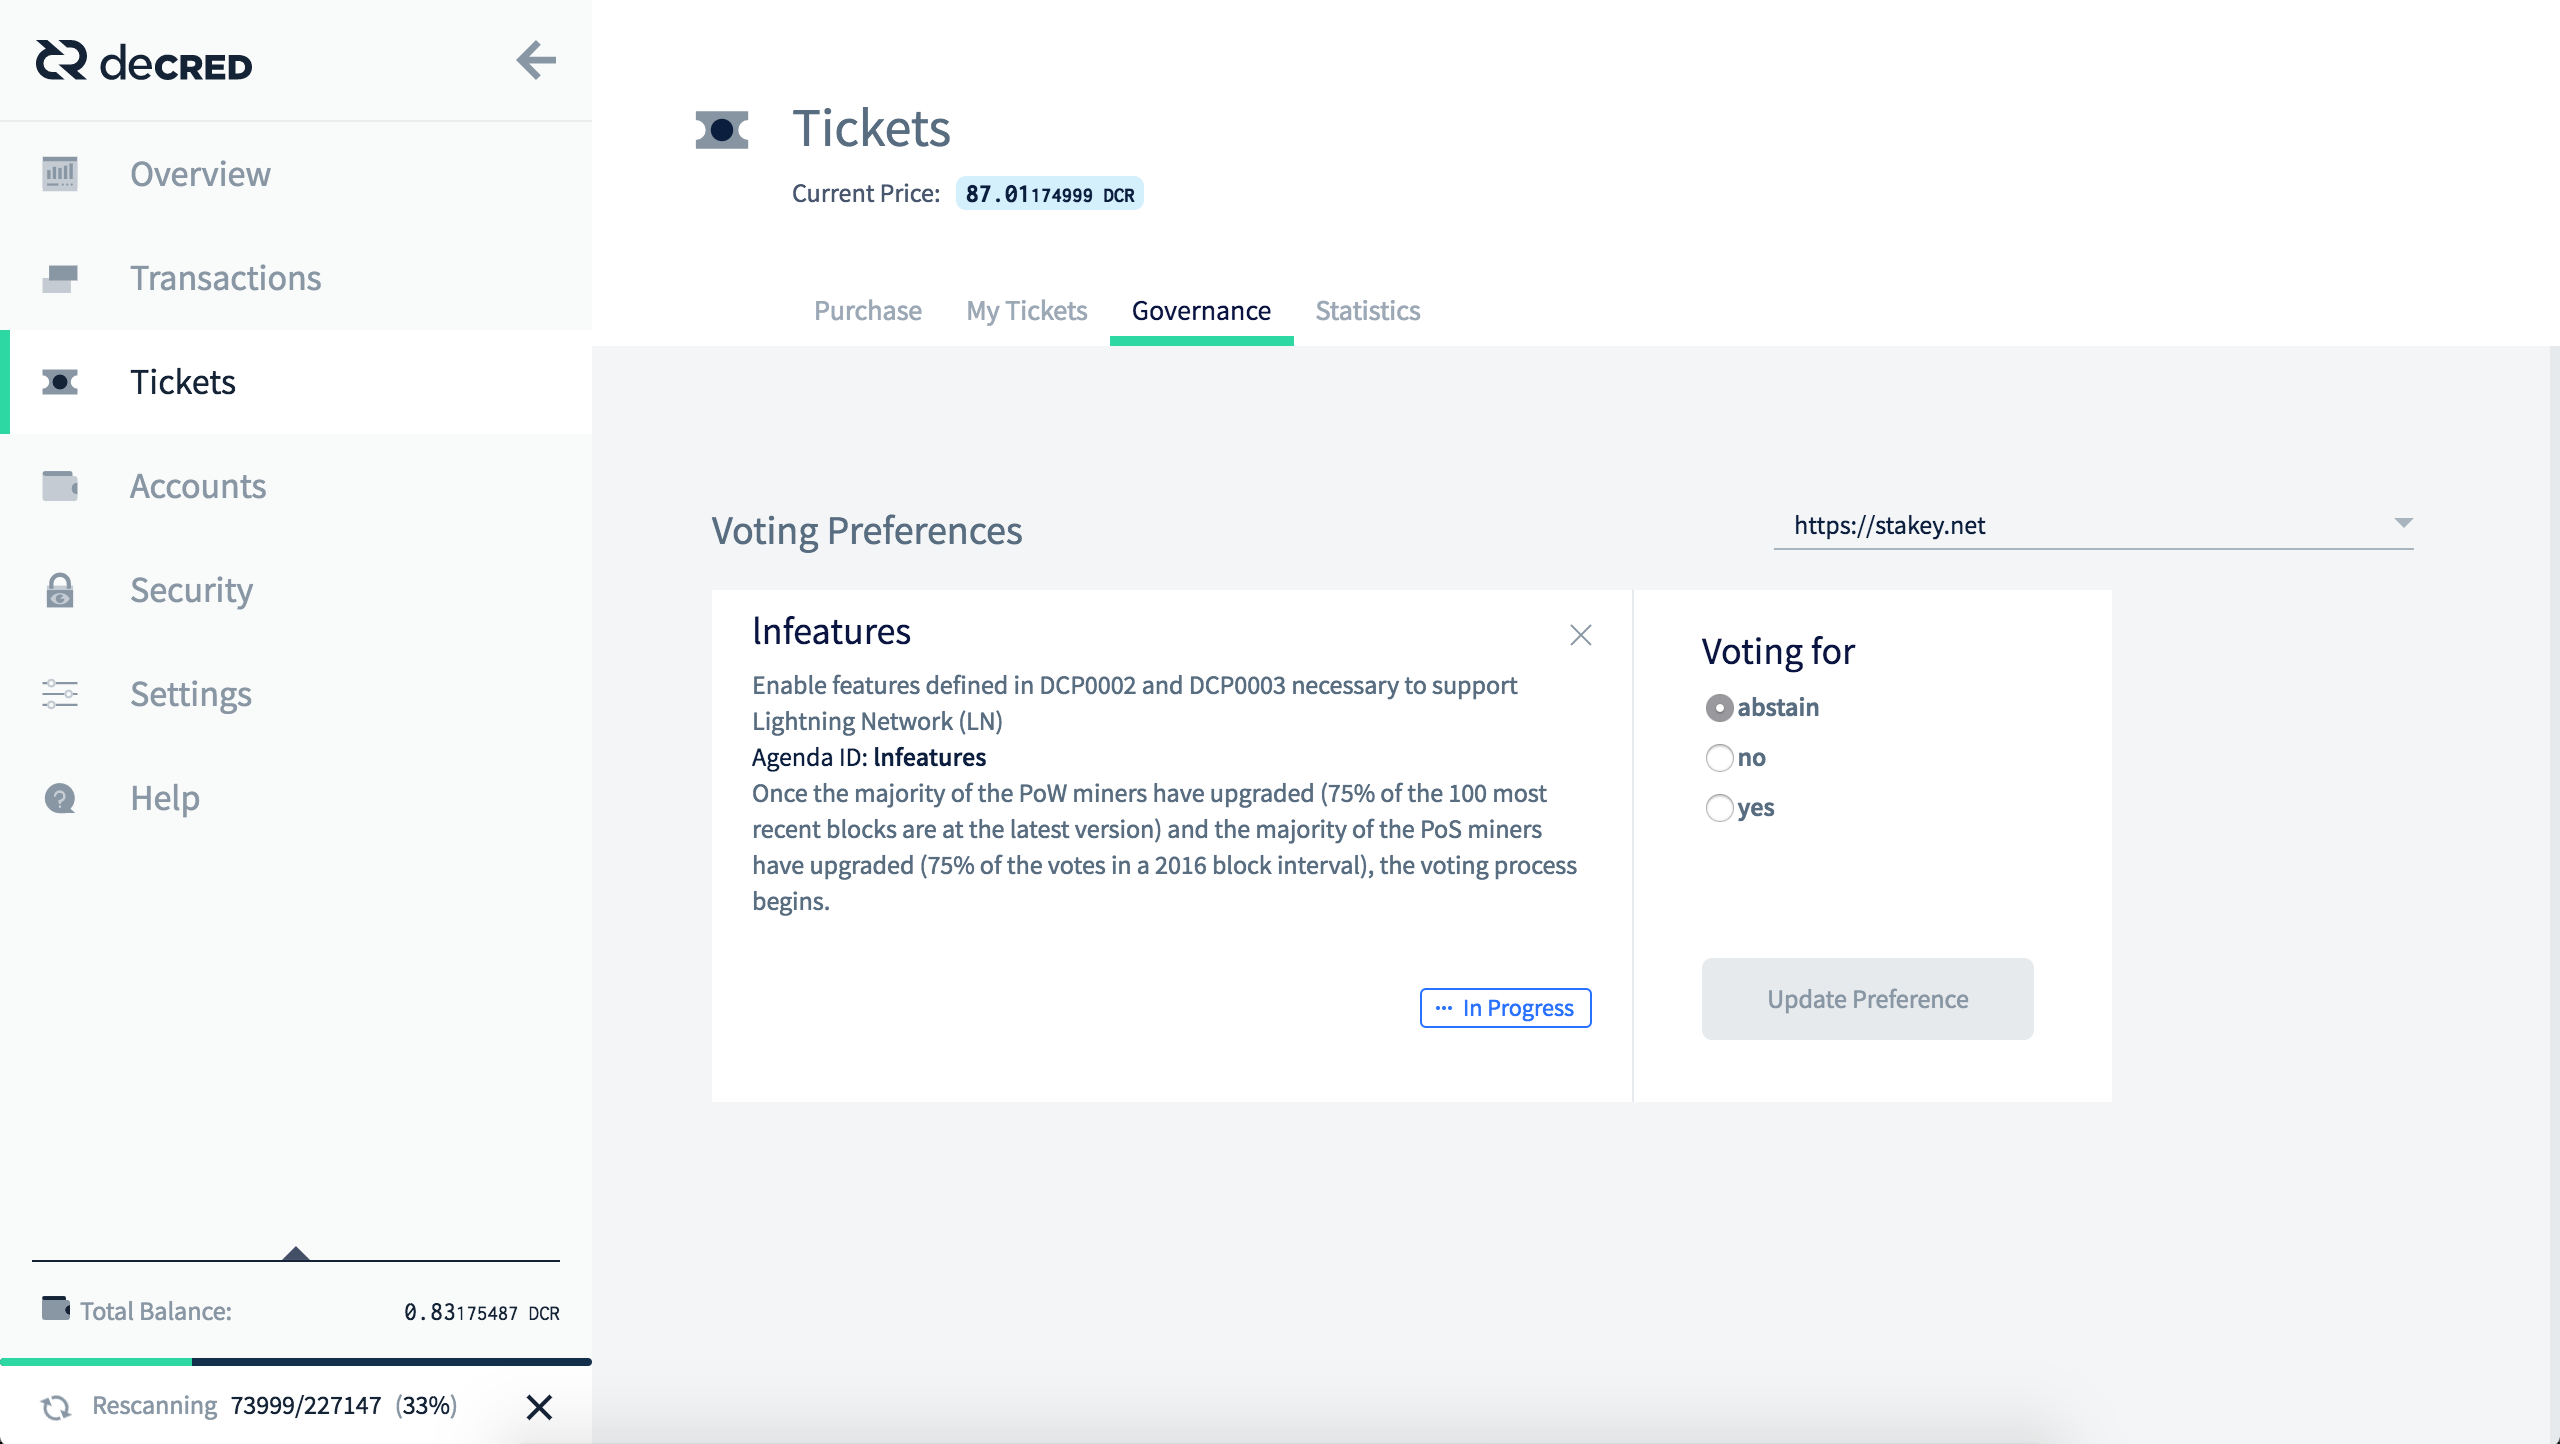 decred
Overview
Transactions
Tickets
Accounts
Security
Settings
Help
Total Balance: 0.83175487 DCR
Rescanning 73999/227147 (33%)
Tickets
Current Price: 87.01174999 DCR
Purchase My Tickets Governance Statistics
Voting Preferences
https://stakey.net
lnfeatures
Enable features defined in DCP0002 and DCP0003 necessary to support
Lightning Network (LN)
Agenda ID: lnfeatures
Once the majority of the PoW miners have upgraded (75% of the 100 most
recent blocks are at the latest version) and the majority of the PoS miners
have upgraded (75% of the votes in a 2016 block interval), the voting process
begins.
In Progress
Voting for
abstain
no
yes
Update Preference